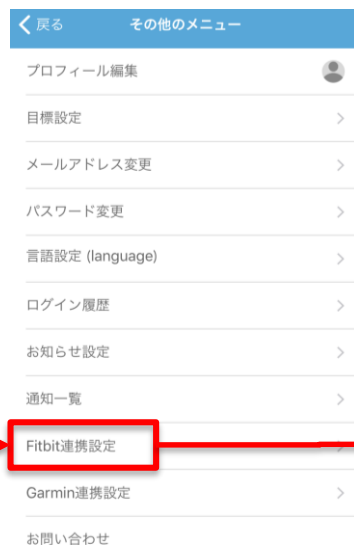 戻る
その他のメニュー
プロフィール編集
目標設定
メールアドレス変更
パスワード変更
言語設定 (language)
ログイン履歴
お知らせ設定
通知一覧
Fitbit連携設定
Garmin連携設定
お問い合わせ